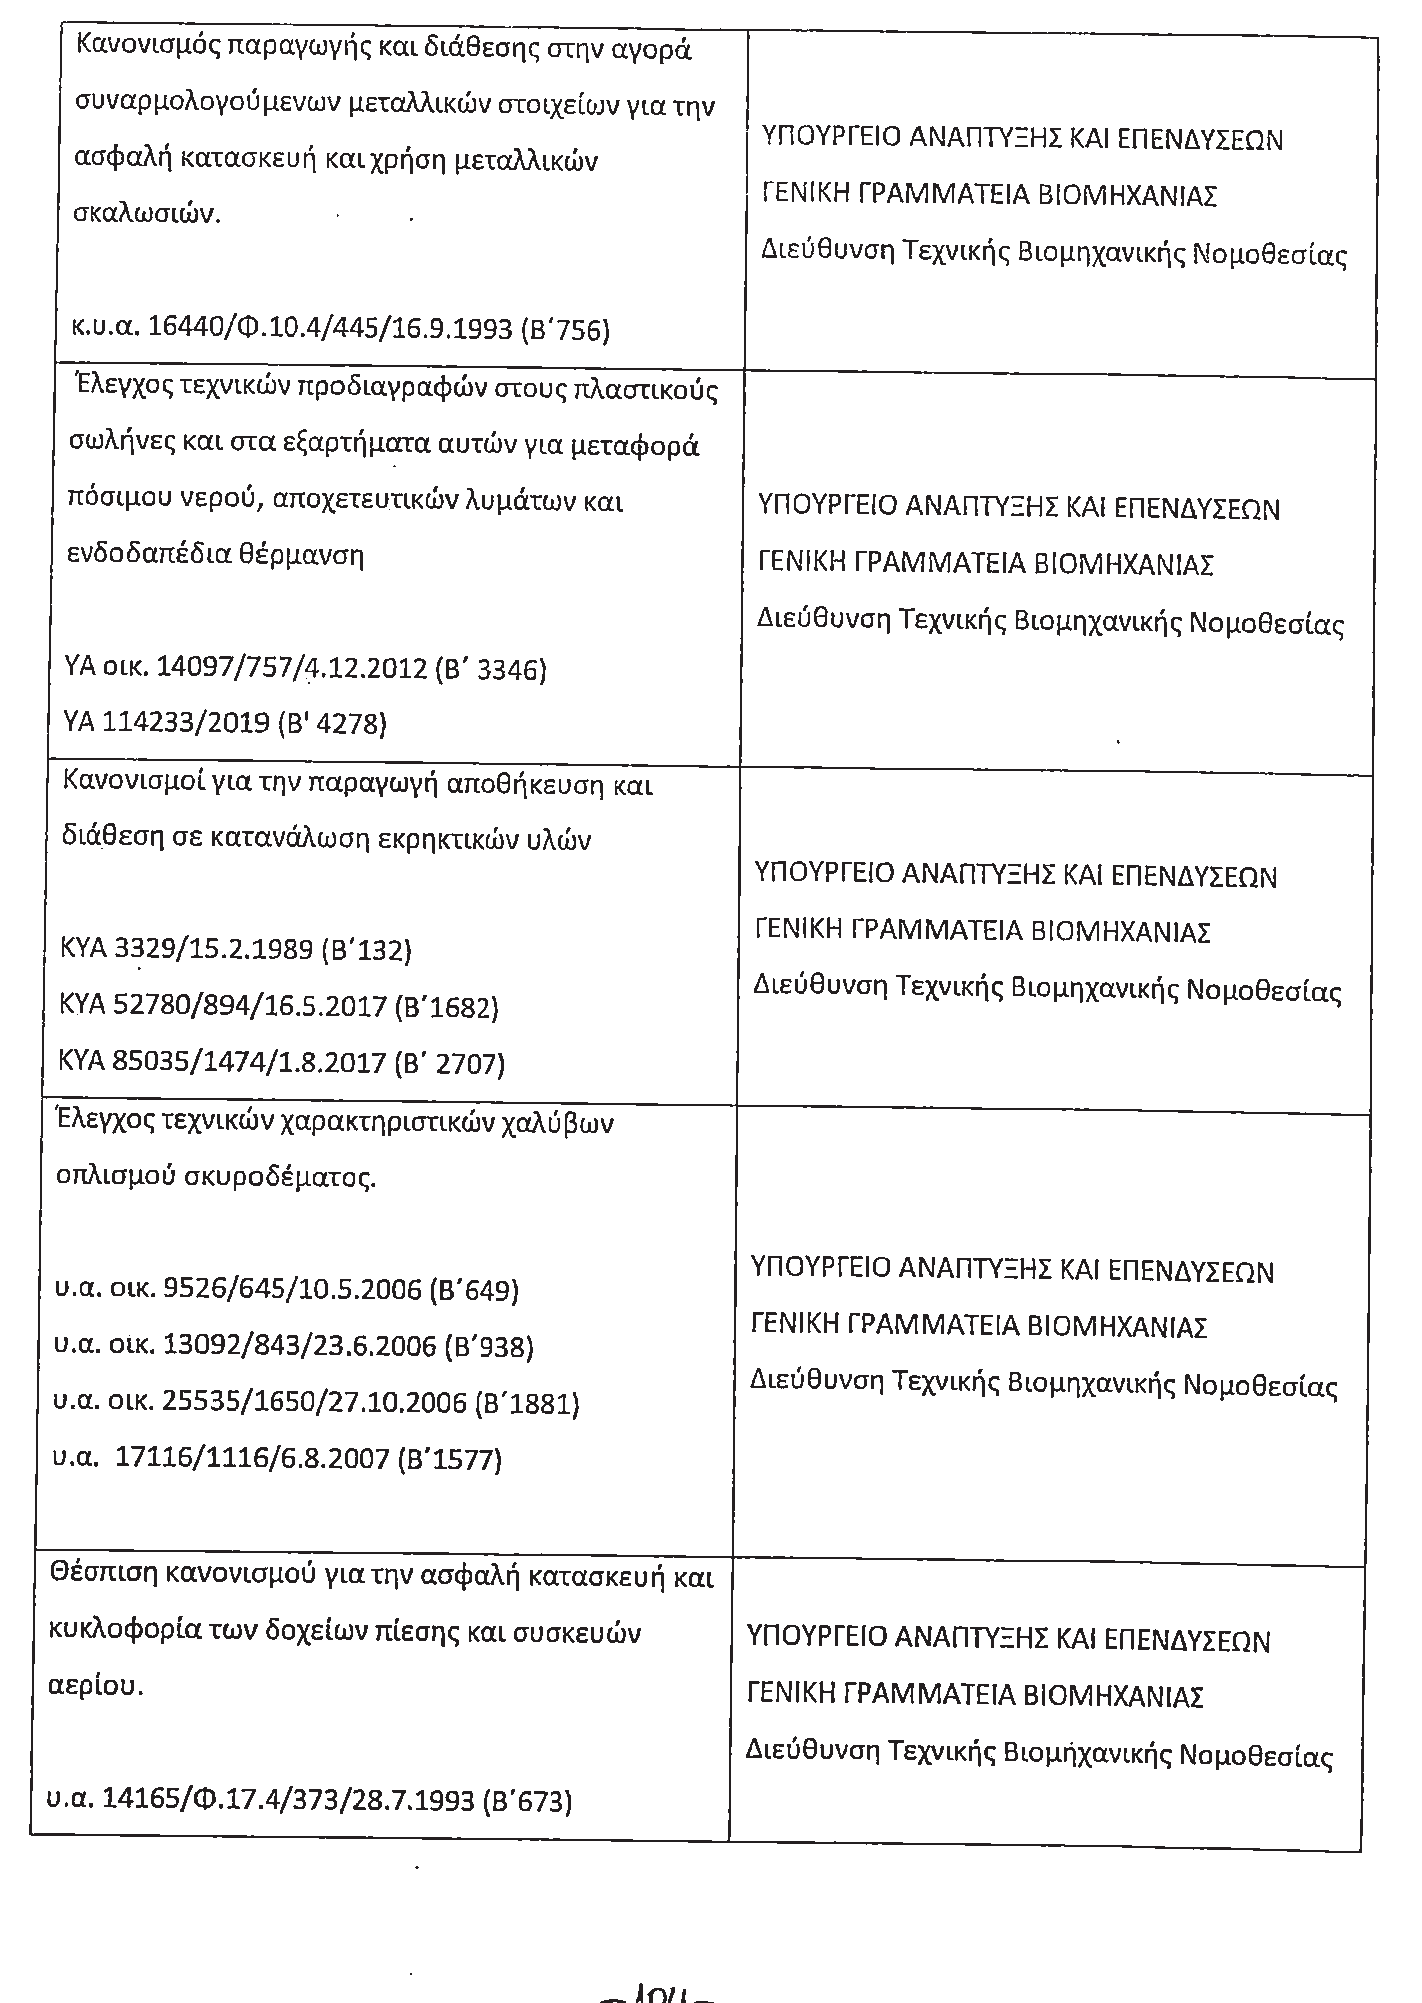 Κανονισμός παραγωγής και διάθεσης στην αγορά
συναρμολογούμενων μεταλλικών στοιχείων για την
ασφαλή κατασκευή και χρήση μεταλλικών
σκαλωσιών.
κ.υ.α. 16440/Φ.10.4/445/16.9.1993 (Β΄756)
ΥΠΟΥΡΓΕΙΟ ΑΝΑΠΤΥΞΗΣ ΚΑΙ ΕΠΕΝΔΥΣΕΩΝ
ΓΕΝΙΚΗ ΓΡΑΜΜΑΤΕΙΑ ΒΙΟΜΗΧΑΝΙΑΣ
Διεύθυνση Τεχνικής Βιομηχανικής Νομοθεσίας
Έλεγχος τεχνικών προδιαγραφών στους πλαστικούς
σωλήνες και στα εξαρτήματα αυτών για μεταφορά
πόσιμου νερού, αποχετευτικών λυμάτων και
ενδοδαπέδια θέρμανση
ΥΑ οικ. 14097/757/4.12.2012 (Β΄ 3346)
ΥΑ 114233/2019 (Β' 4278)
ΥΠΟΥΡΓΕΙΟ ΑΝΑΠΤΥΞΗΣ ΚΑΙ ΕΠΕΝΔΥΣΕΩΝ
ΓΕΝΙΚΗ ΓΡΑΜΜΑΤΕΙΑ ΒΙΟΜΗΧΑΝΙΑΣ
Διεύθυνση Τεχνικής Βιομηχανικής Νομοθεσίας
Κανονισμοί για την παραγωγή αποθήκευση και
διάθεση σε κατανάλωση εκρηκτικών υλών
ΚΥΑ 3329/15.2.1989 (Β΄132)
ΚΥΑ 52780/894/16.5.2017 (Β΄1682)
ΚΥΑ 85035/1474/1.8.2017 (Β΄ 2707)
ΥΠΟΥΡΓΕΙΟ ΑΝΑΠΤΥΞΗΣ ΚΑΙ ΕΠΕΝΔΥΣΕΩΝ
ΓΕΝΙΚΗ ΓΡΑΜΜΑΤΕΙΑ ΒΙΟΜΗΧΑΝΙΑΣ
Διεύθυνση Τεχνικής Βιομηχανικής Νομοθεσίας
Έλεγχος τεχνικών χαρακτηριστικών χαλύβων
οπλισμού σκυροδέματος.
υ.α. οικ. 9526/645/10.5.2006 (Β΄649)
υ.α. οικ. 13092/843/23.6.2006 (Β΄938)
υ.α. οικ. 25535/1650/27.10.2006 (Β΄1881)
υ.α. 17116/1116/6.8.2007 (Β΄1577)
ΥΠΟΥΡΓΕΙΟ ΑΝΑΠΤΥΞΗΣ ΚΑΙ ΕΠΕΝΔΥΣΕΩΝ
ΓΕΝΙΚΗ ΓΡΑΜΜΑΤΕΙΑ ΒΙΟΜΗΧΑΝΙΑΣ
Διεύθυνση Τεχνικής Βιομηχανικής Νομοθεσίας
Θέσπιση κανονισμού για την ασφαλή κατασκευή και
κυκλοφορία των δοχείων πίεσης και συσκευών
αερίου.
υ.α. 14165/Φ.17.4/373/28.7.1993 (Β΄673)
ΥΠΟΥΡΓΕΙΟ ΑΝΑΠΤΥΞΗΣ ΚΑΙ ΕΠΕΝΔΥΣΕΩΝ
ΓΕΝΙΚΗ ΓΡΑΜΜΑΤΕΙΑ ΒΙΟΜΗΧΑΝΙΑΣ
Διεύθυνση Τεχνικής Βιομηχανικής Νομοθεσίας